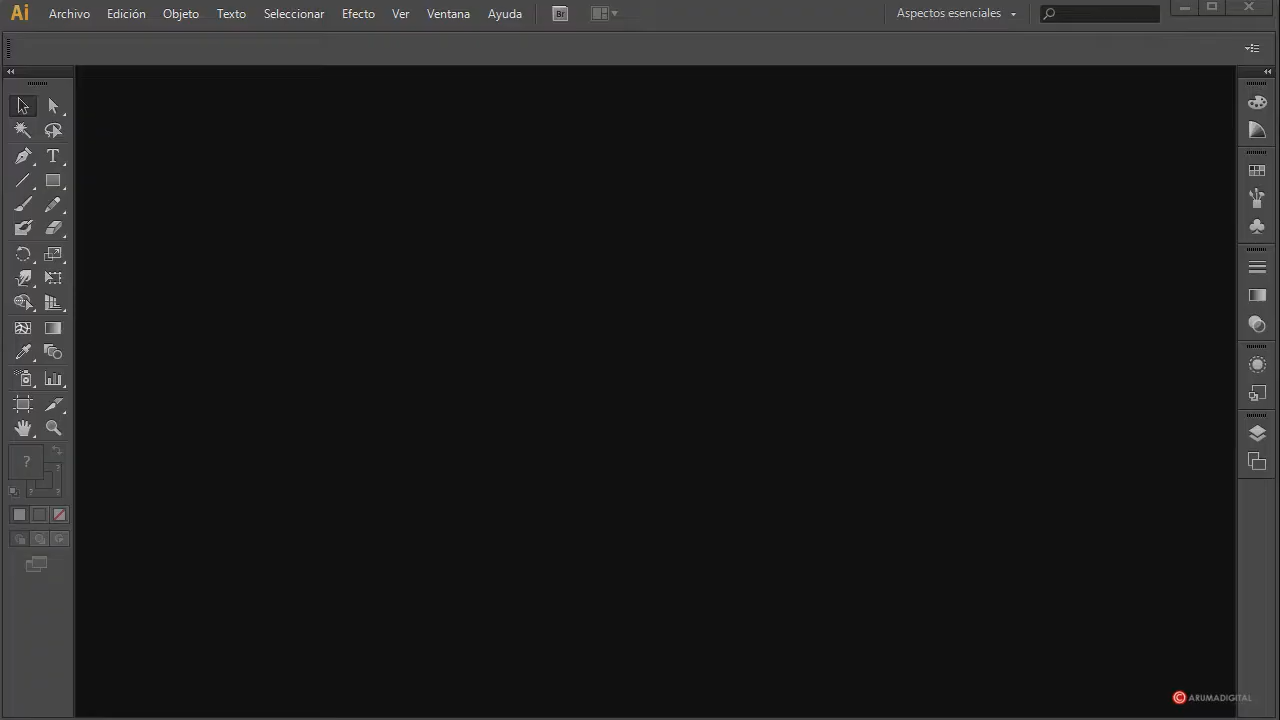 Ai Archivo Edición Objeto Texto Seleccionar Efecto Ver Ventana Ayuda Br Aspectos esenciales
T
?
?
? ?
© ARUMADIGITAL